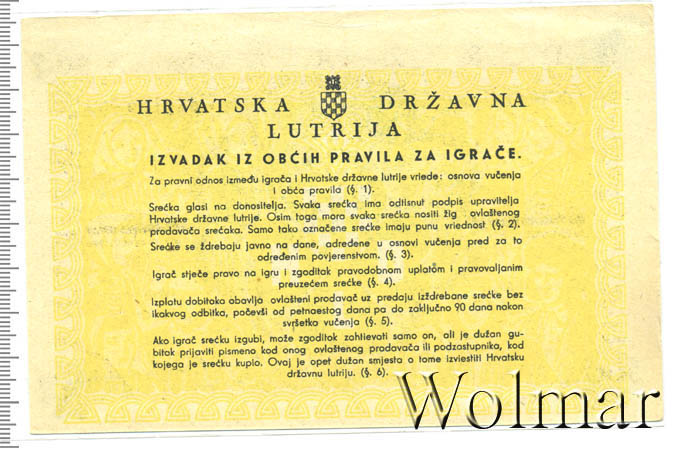 HRVATSKA DRŽAVNA
LUTRIJA
IZVADAK IZ OBĆIH PRAVILA ZA IGRAČE.
Za pravni odnos između igrača i Hrvatske državne lutrije vriede: osnova vučenja
i obća pravila (§. 1).
Srećka glasi na donositelja. Svaka srećka ima odtisnut podpis upravitelja
Hrvatske državne lutrije. Osim toga mora svaka srećka nositi žig ovlaštenog
prodavača srećaka. Samo tako označene srećke imaju punu vriednost (§. 2).
Srećke se ždrebaju javno na dane, određene u osnovi vučenja pred za to
određenim povjerenstvom. (§. 3).
Igrač stječe pravo na igru i zgoditak pravodobnom uplatom i pravovaljanim
preuzećem srećke (§. 4).
Izplatu dobitaka obavlja ovlašteni prodavač uz predaju izždrebane srećke bez
ikakvog odbitka, počevši od petnaestog dana pa do zaključno 90 dana nakon
svršetka vučenja (§. 5).
Ako igrač srećku izgubi, može zgoditak zahtievati samo on, ali je dužan gu-
bitak prijaviti pismeno kod onog ovlaštenog prodavača ili podzastupnika, kod
kojega je srećku kupio. Ovaj je opet dužan smjesta o tome izviestiti Hrvatsku
državnu lutriju. (§. 6).
Wolmar